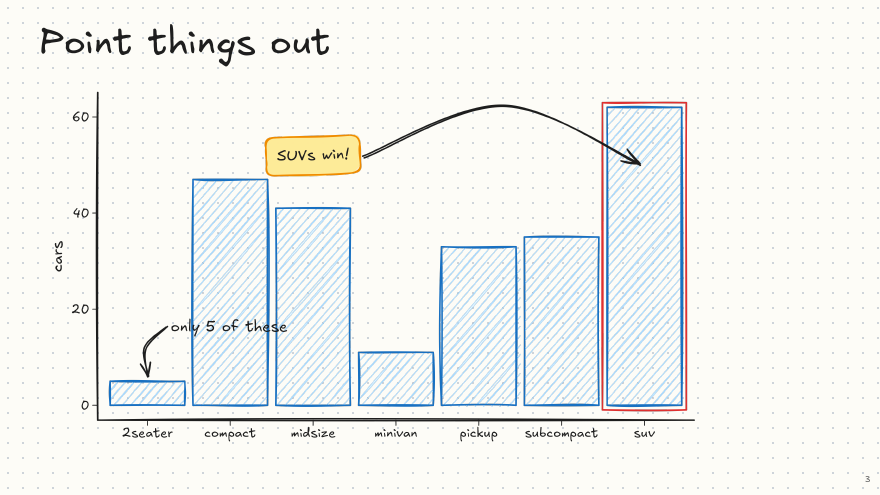 Point things out
60
SUVs win!
40
cars
20
only 5 of these
0
2seater compact midsize minivan pickup subcompact suv
3